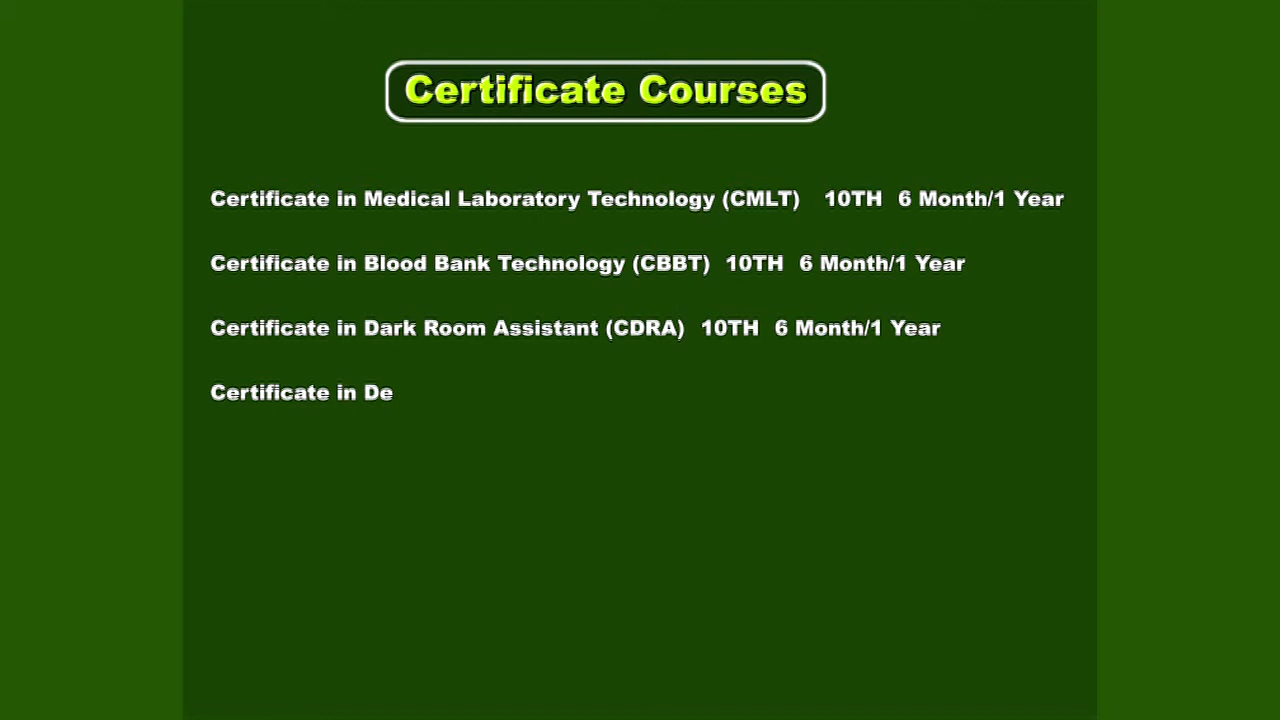 Certificate Courses
Certificate in Medical Laboratory Technology (CMLT) 10TH 6 Month/1 Year
Certificate in Blood Bank Technology (CBBT) 10TH 6 Month/1 Year
Certificate in Dark Room Assistant (CDRA) 10TH 6 Month/1 Year
Certificate in De